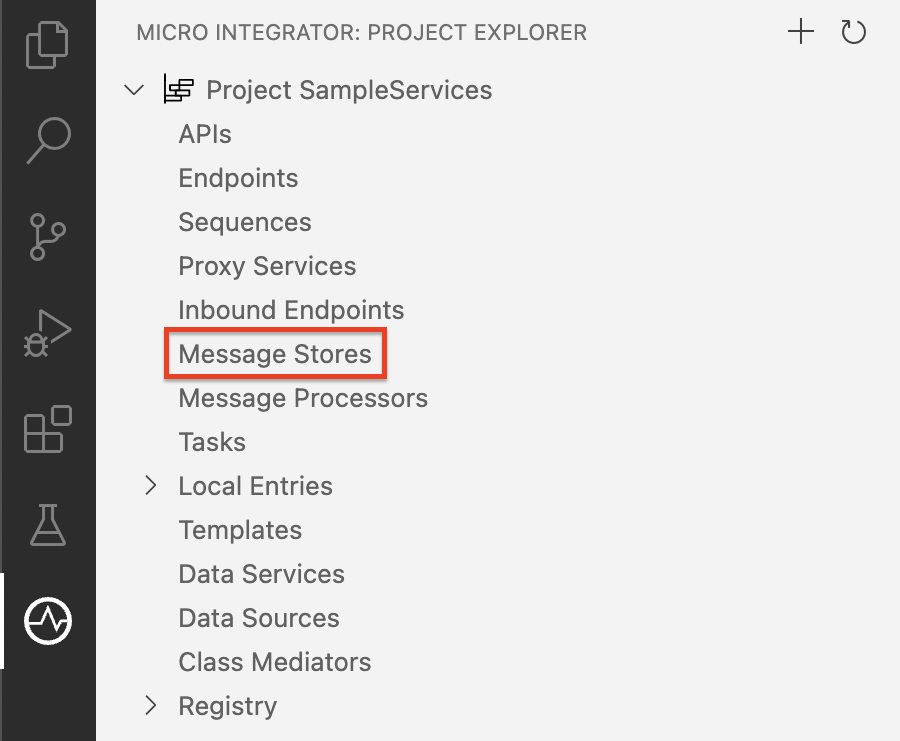 MICRO INTEGRATOR: PROJECT EXPLORER
Project SampleServices
APIs
Endpoints
Sequences
Proxy Services
Inbound Endpoints
Message Stores
Message Processors
Tasks
Local Entries
Templates
Data Services
Data Sources
Class Mediators
Registry